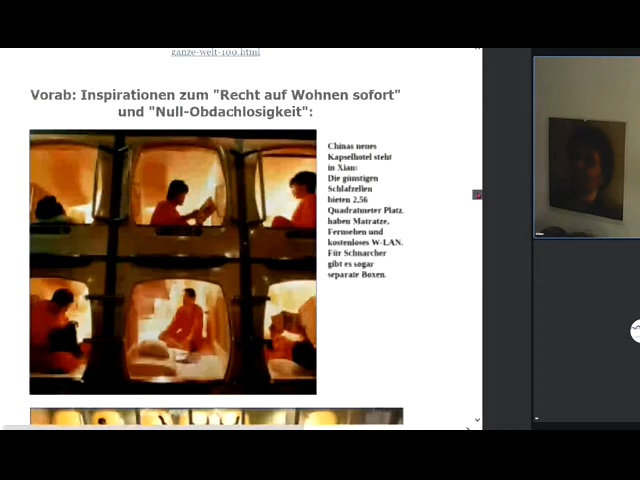 ganze-welt-100.html
Vorab: Inspirationen zum "Recht auf Wohnen sofort"
und "Null-Obdachlosigkeit":
Chinas neues
Kapselhotel steht
in Xian:
Die günstigen
Schlafzellen
bieten 2,56
Quadratmeter Platz,
haben Matratze,
Fernsehen und
kostenloses W-LAN.
Für Schnarcher
gibt es sogar
separate Boxen.